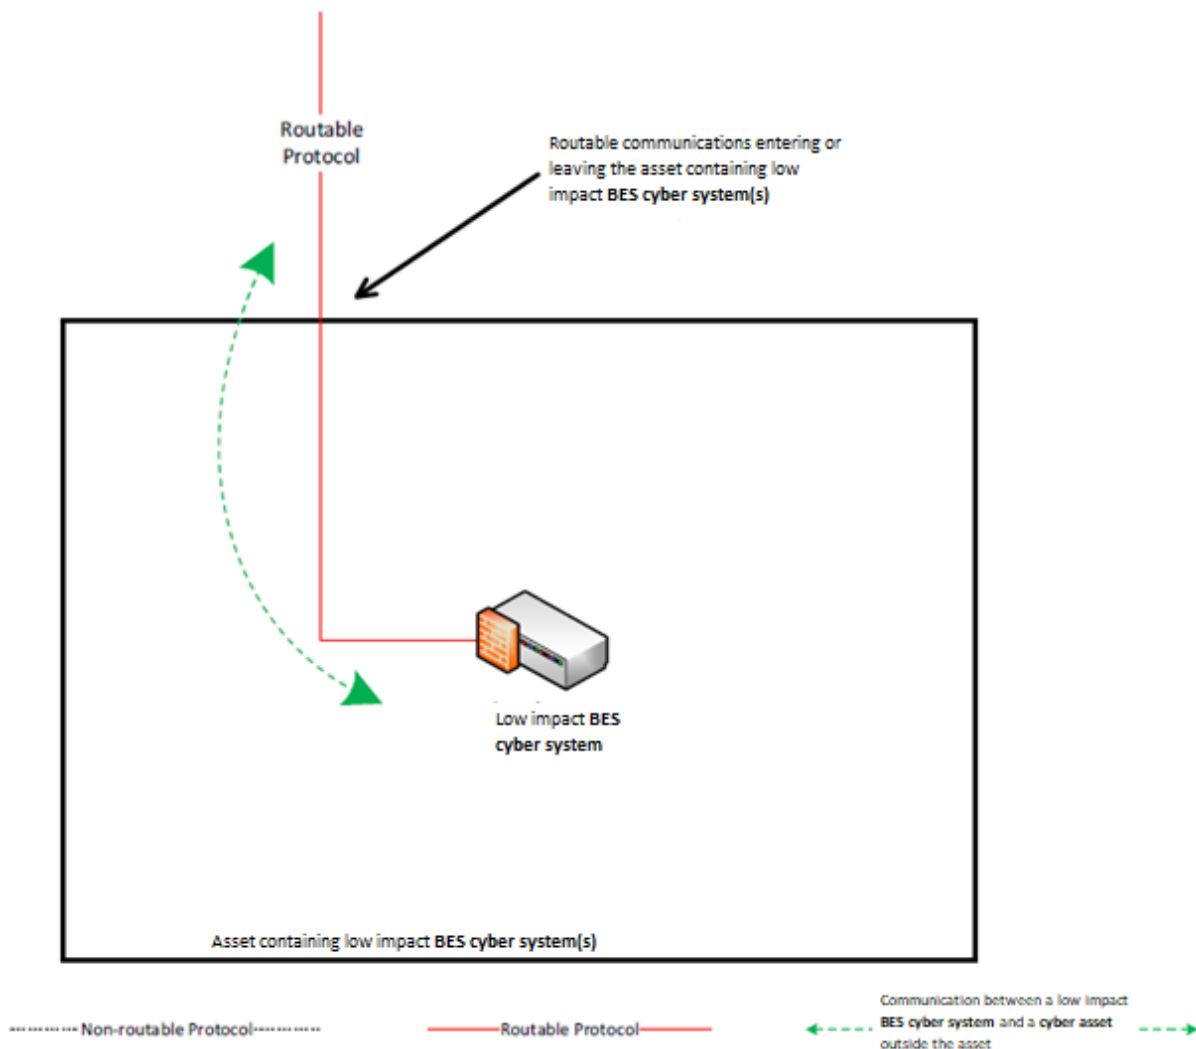 Routable
Protocol
Routable communications entering or
leaving the asset containing low
impact BES cyber system(s)
Low impact BES
cyber system
Asset containing low impact BES cyber system(s)
Non-routable Protocol
Routable Protocol
Communication between a low impact
BES cyber system and a cyber asset
outside the asset